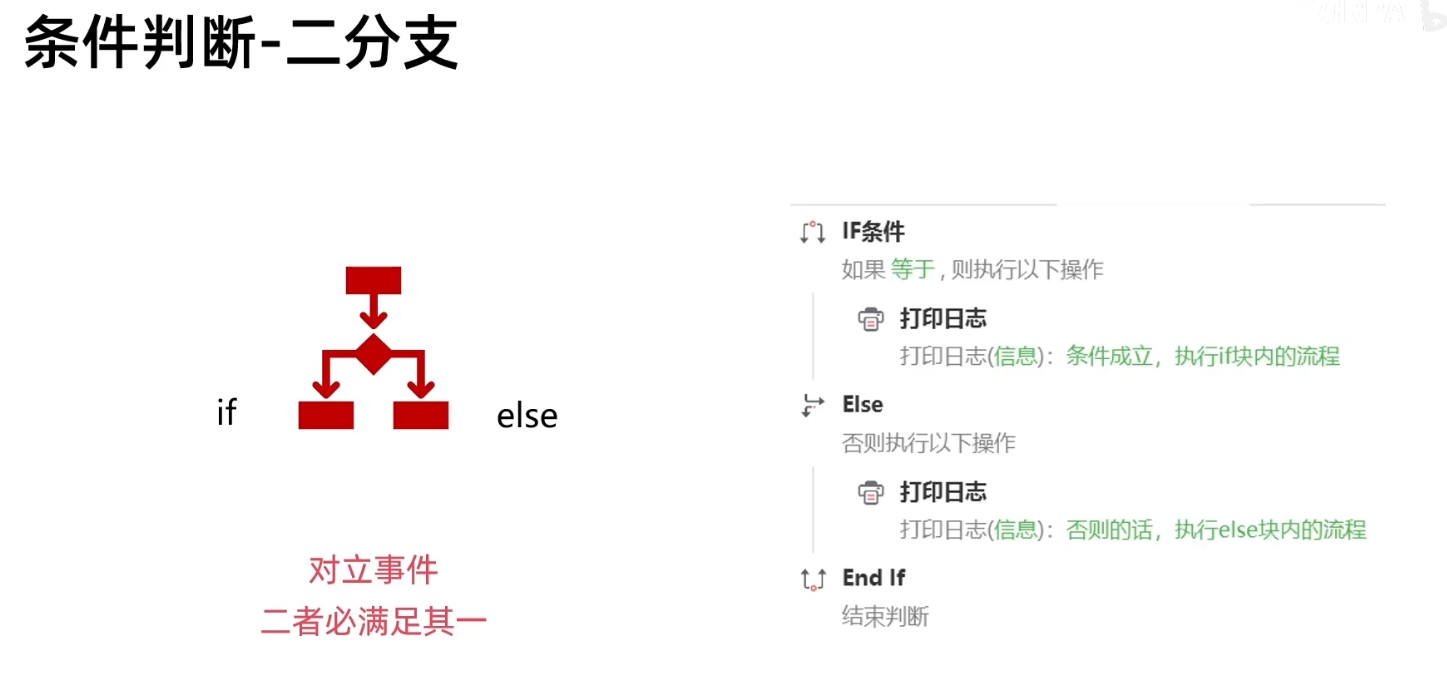 条件判断-二分支
if
else
对立事件
二者必满足其一
IF条件
如果 等于 , 则执行以下操作
打印日志
打印日志(信息)：条件成立，执行if块内的流程
Else
否则执行以下操作
打印日志
打印日志(信息)：否则的话，执行else块内的流程
End If
结束判断